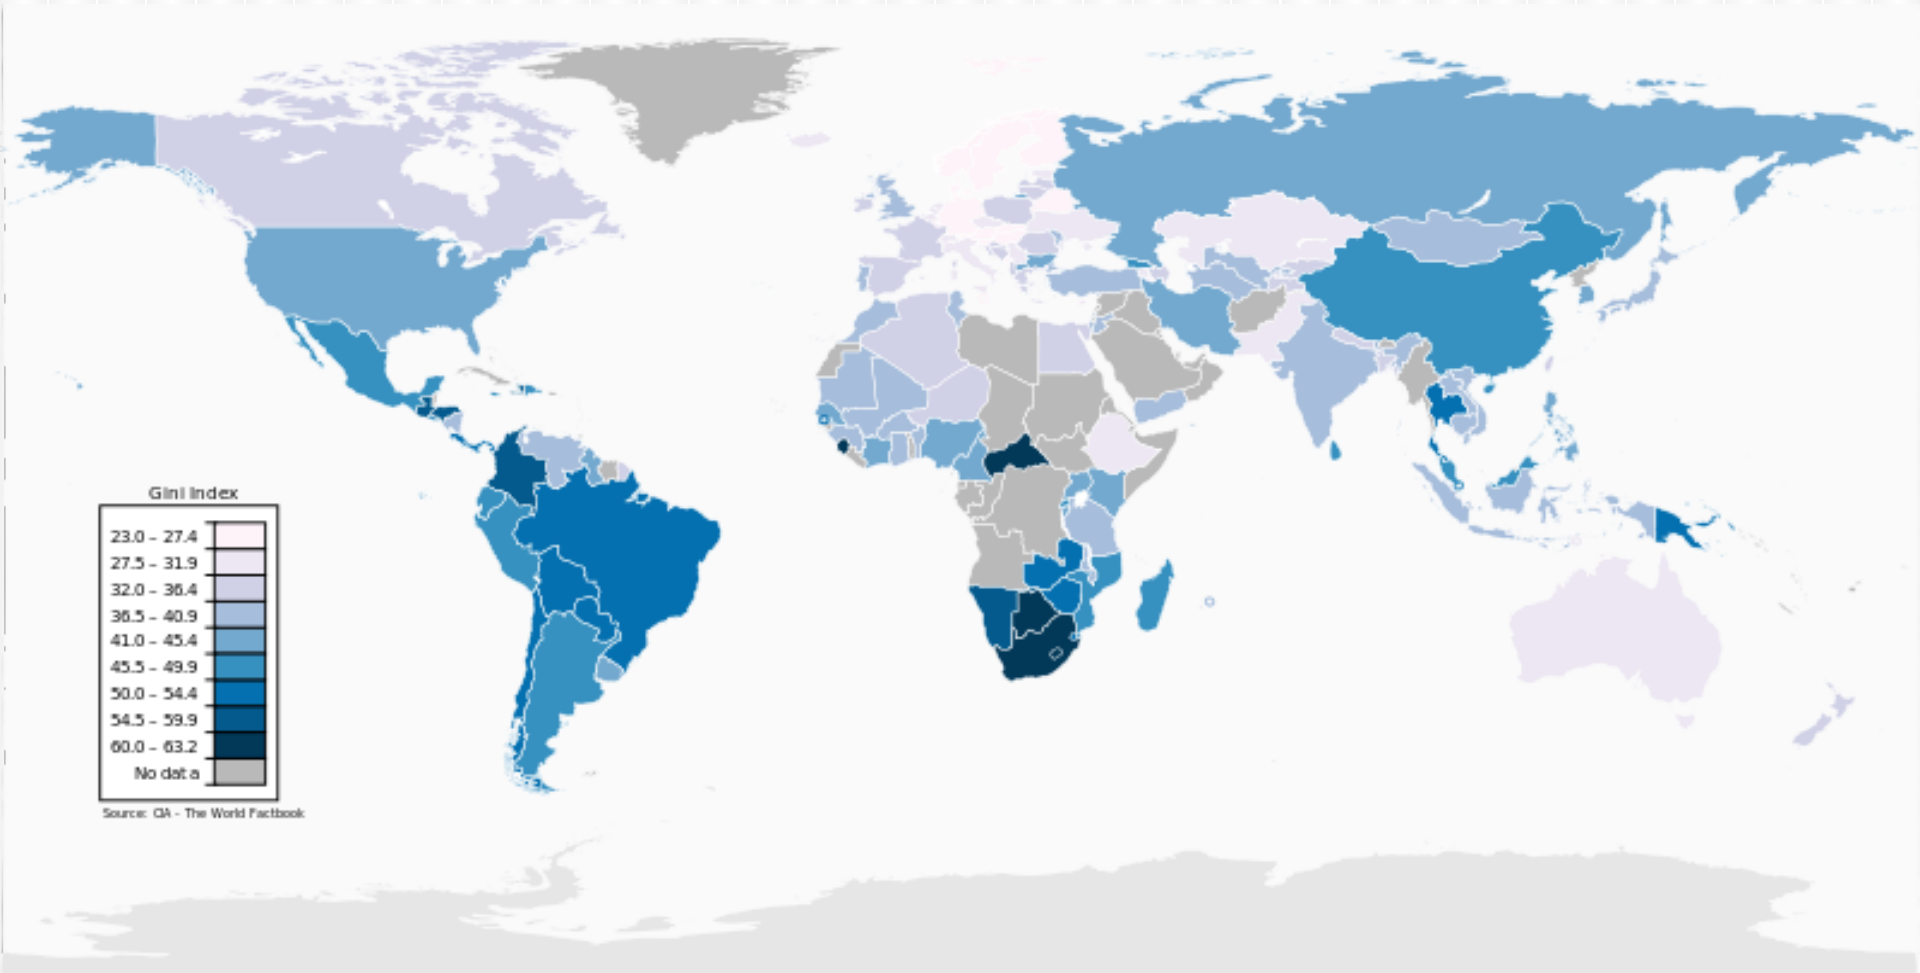 Gini Index
23.0 – 27.4
27.5 – 31.9
32.0 – 36.4
36.5 – 40.9
41.0 – 45.4
45.5 – 49.9
50.0 – 54.4
54.5 – 59.9
60.0 – 63.2
No data
Source: CIA - The World Factbook